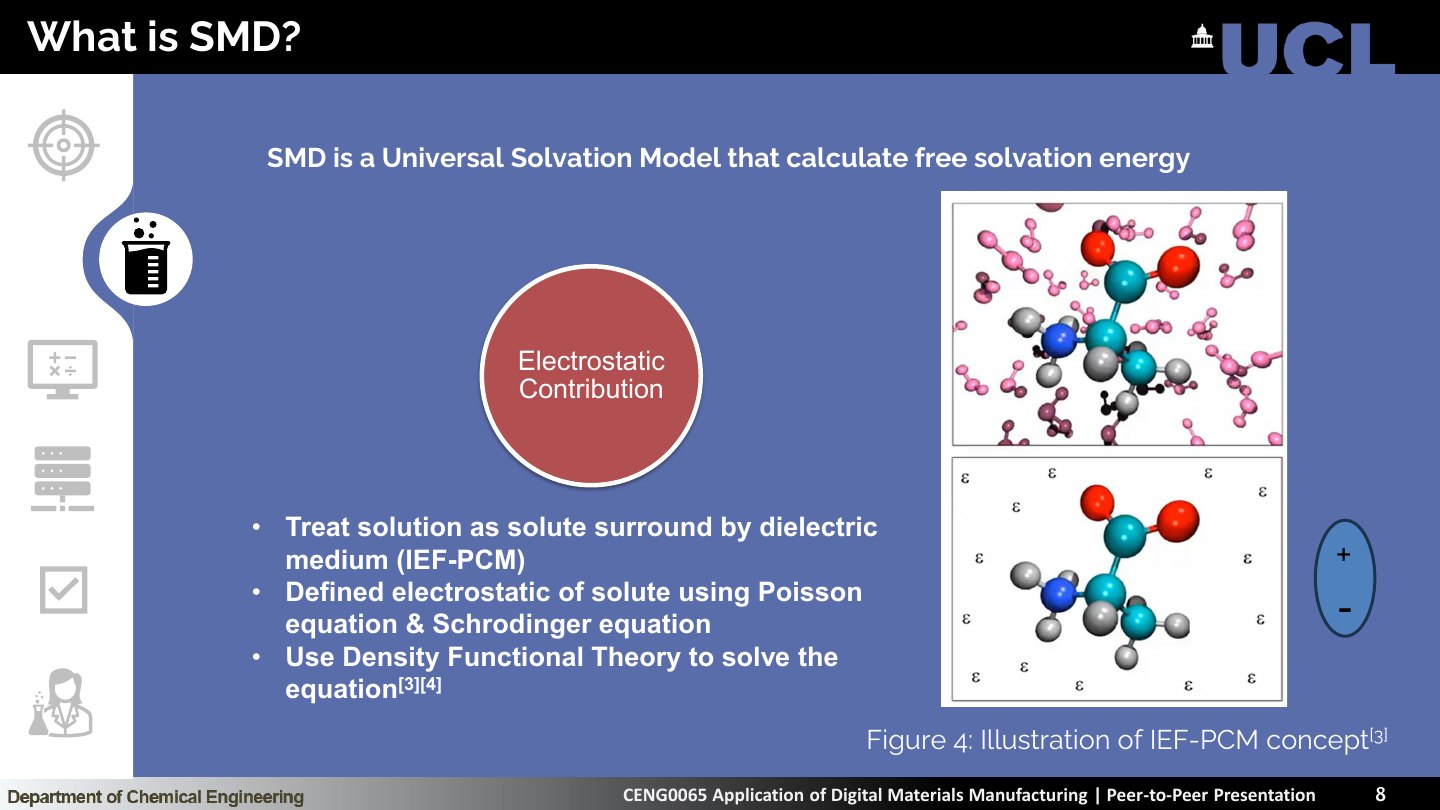 What is SMD?
UCL
SMD is a Universal Solvation Model that calculate free solvation energy
Electrostatic
Contribution
• Treat solution as solute surround by dielectric
medium (IEF-PCM)
• Defined electrostatic of solute using Poisson
equation & Schrodinger equation
• Use Density Functional Theory to solve the
equation[3][4]
+ −
× ÷
ε ε ε ε
ε
ε ε
ε ε
ε
ε ε ε ε
+
-
Figure 4: Illustration of IEF-PCM concept[3]
Department of Chemical Engineering
CENG0065 Application of Digital Materials Manufacturing | Peer-to-Peer Presentation 8